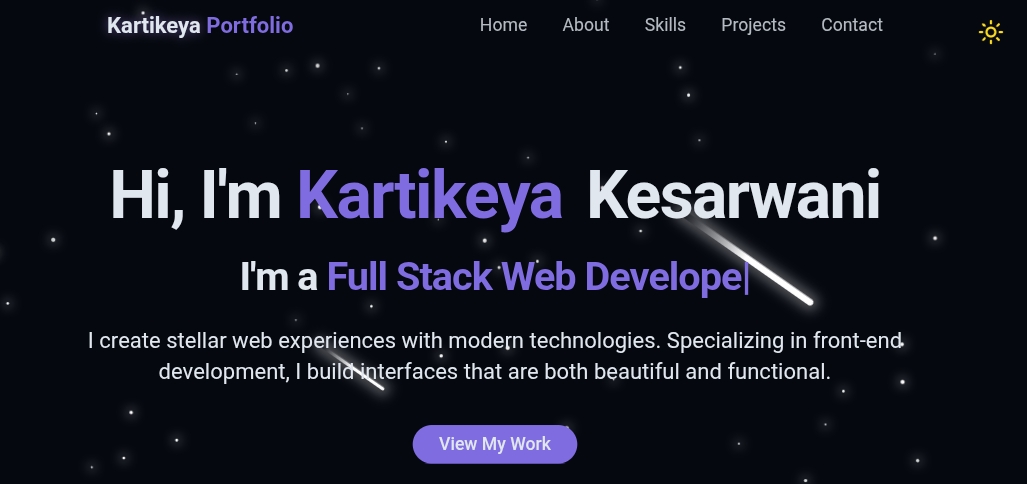 Kartikeya Portfolio
Home About Skills Projects Contact
Hi, I'm Kartikeya Kesarwani
I'm a Full Stack Web Develope|
I create stellar web experiences with modern technologies. Specializing in front-end
development, I build interfaces that are both beautiful and functional.
View My Work